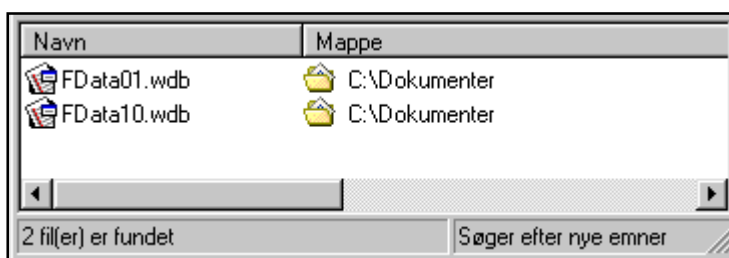 Navn Mappe
FData01.wdb C:\Dokumenter
FData10.wdb C:\Dokumenter
2 fil(er) er fundet Søger efter nye emner